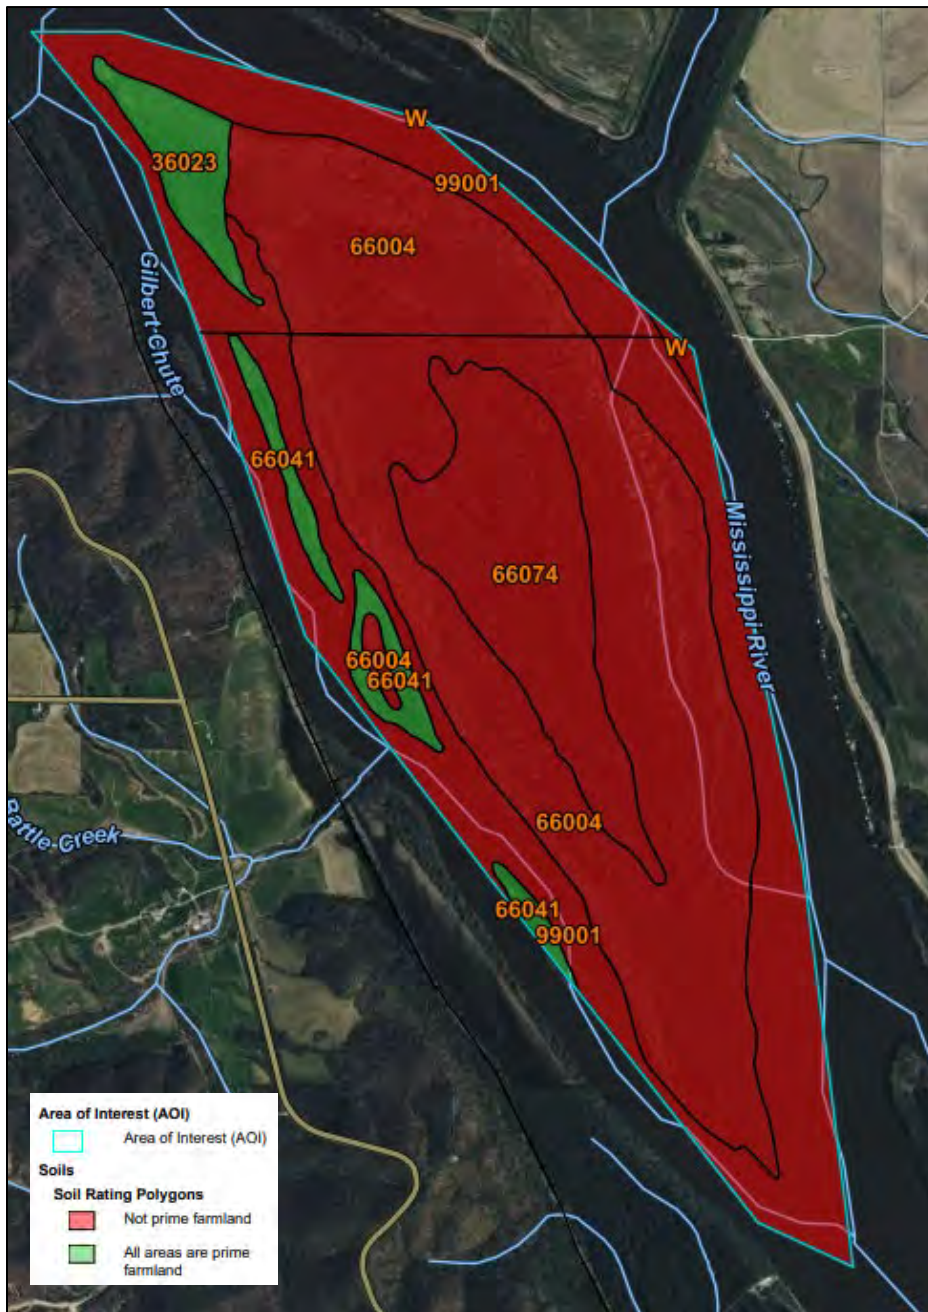 W
36023
99001
66004
Gilbert Chute
W
66041
66074
Mississippi River
66004
66041
66004
Battle Creek
66041
99001
Area of Interest (AOI)
Area of Interest (AOI)
Soils
Soil Rating Polygons
Not prime farmland
All areas are prime
farmland